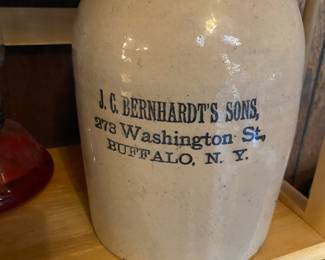 J. C. BERNHARDT'S SONS,
273 Washington St,
BUFFALO, N. Y.